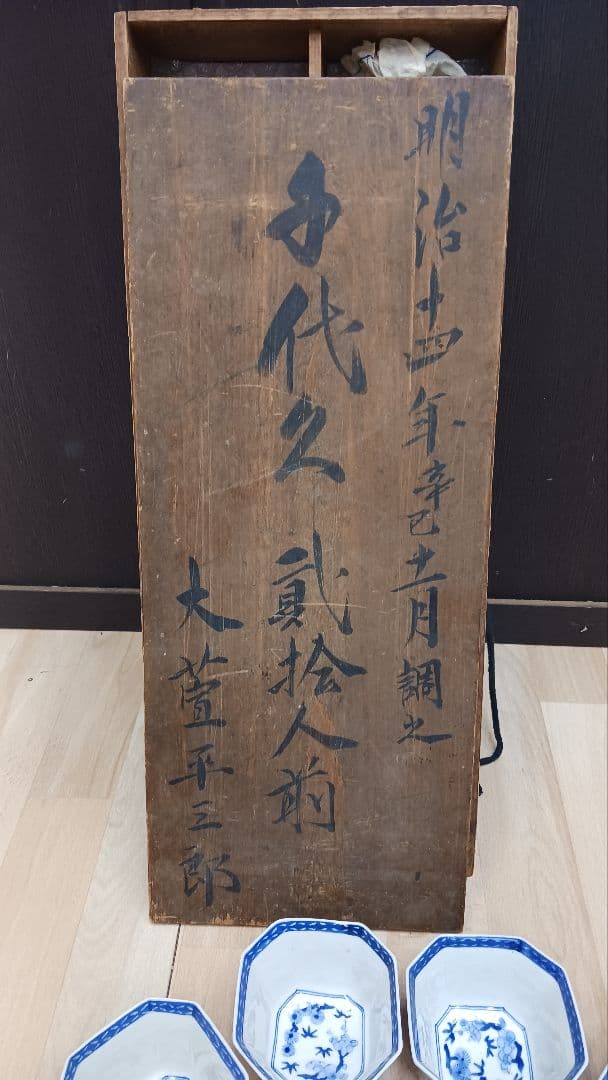 明治十四年辛巳十一月調之
千代久 貳拾人前
大萱平三郎